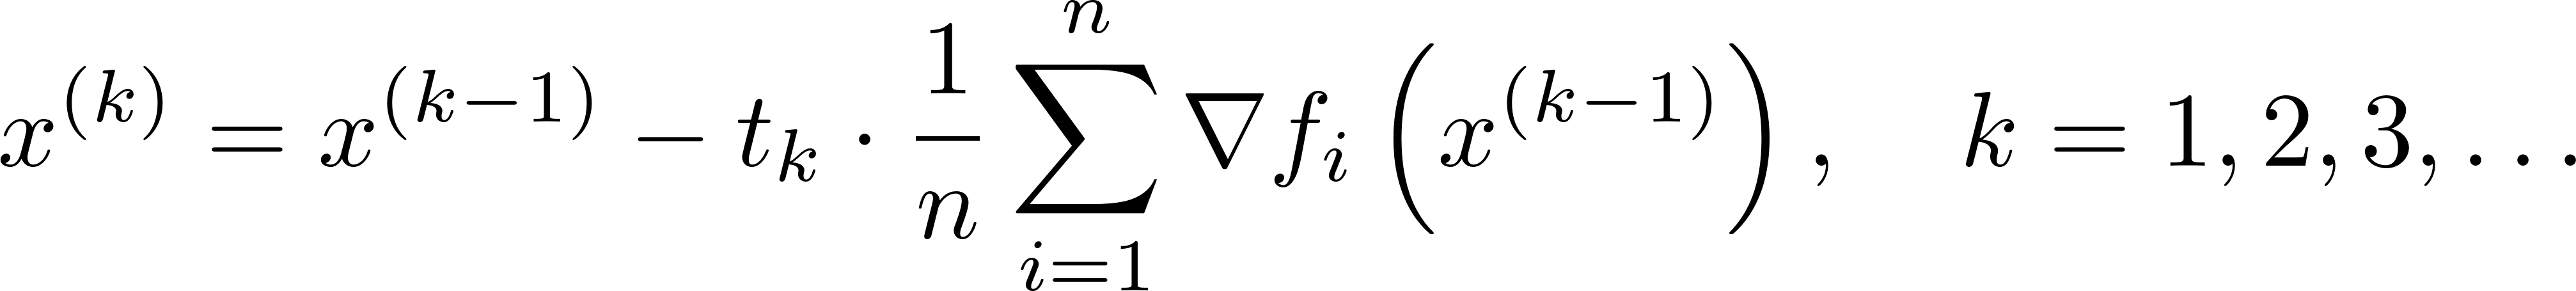 x^{(k)} = x^{(k-1)} - t_k \cdot \frac{1}{n} \sum_{i=1}^{n} \nabla f_i \left( x^{(k-1)} \right), \quad k = 1, 2, 3, \ldots